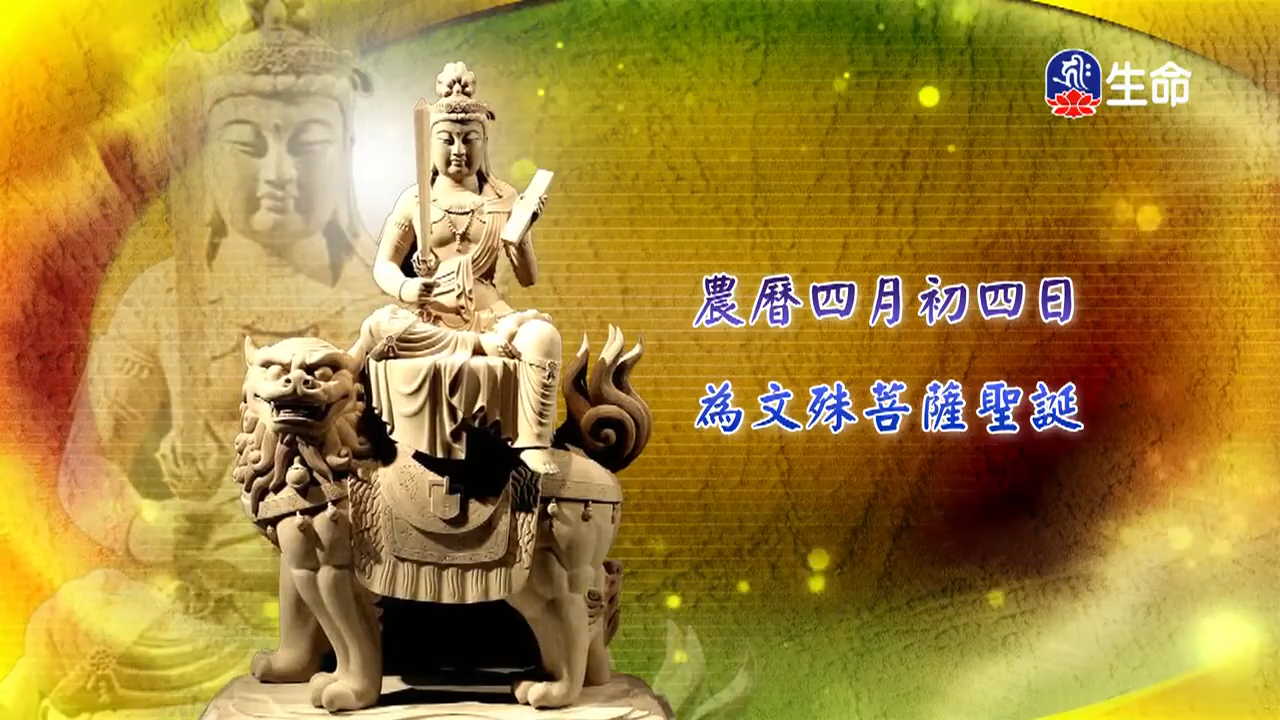 生命
農曆四月初四日
為文殊菩薩聖誕